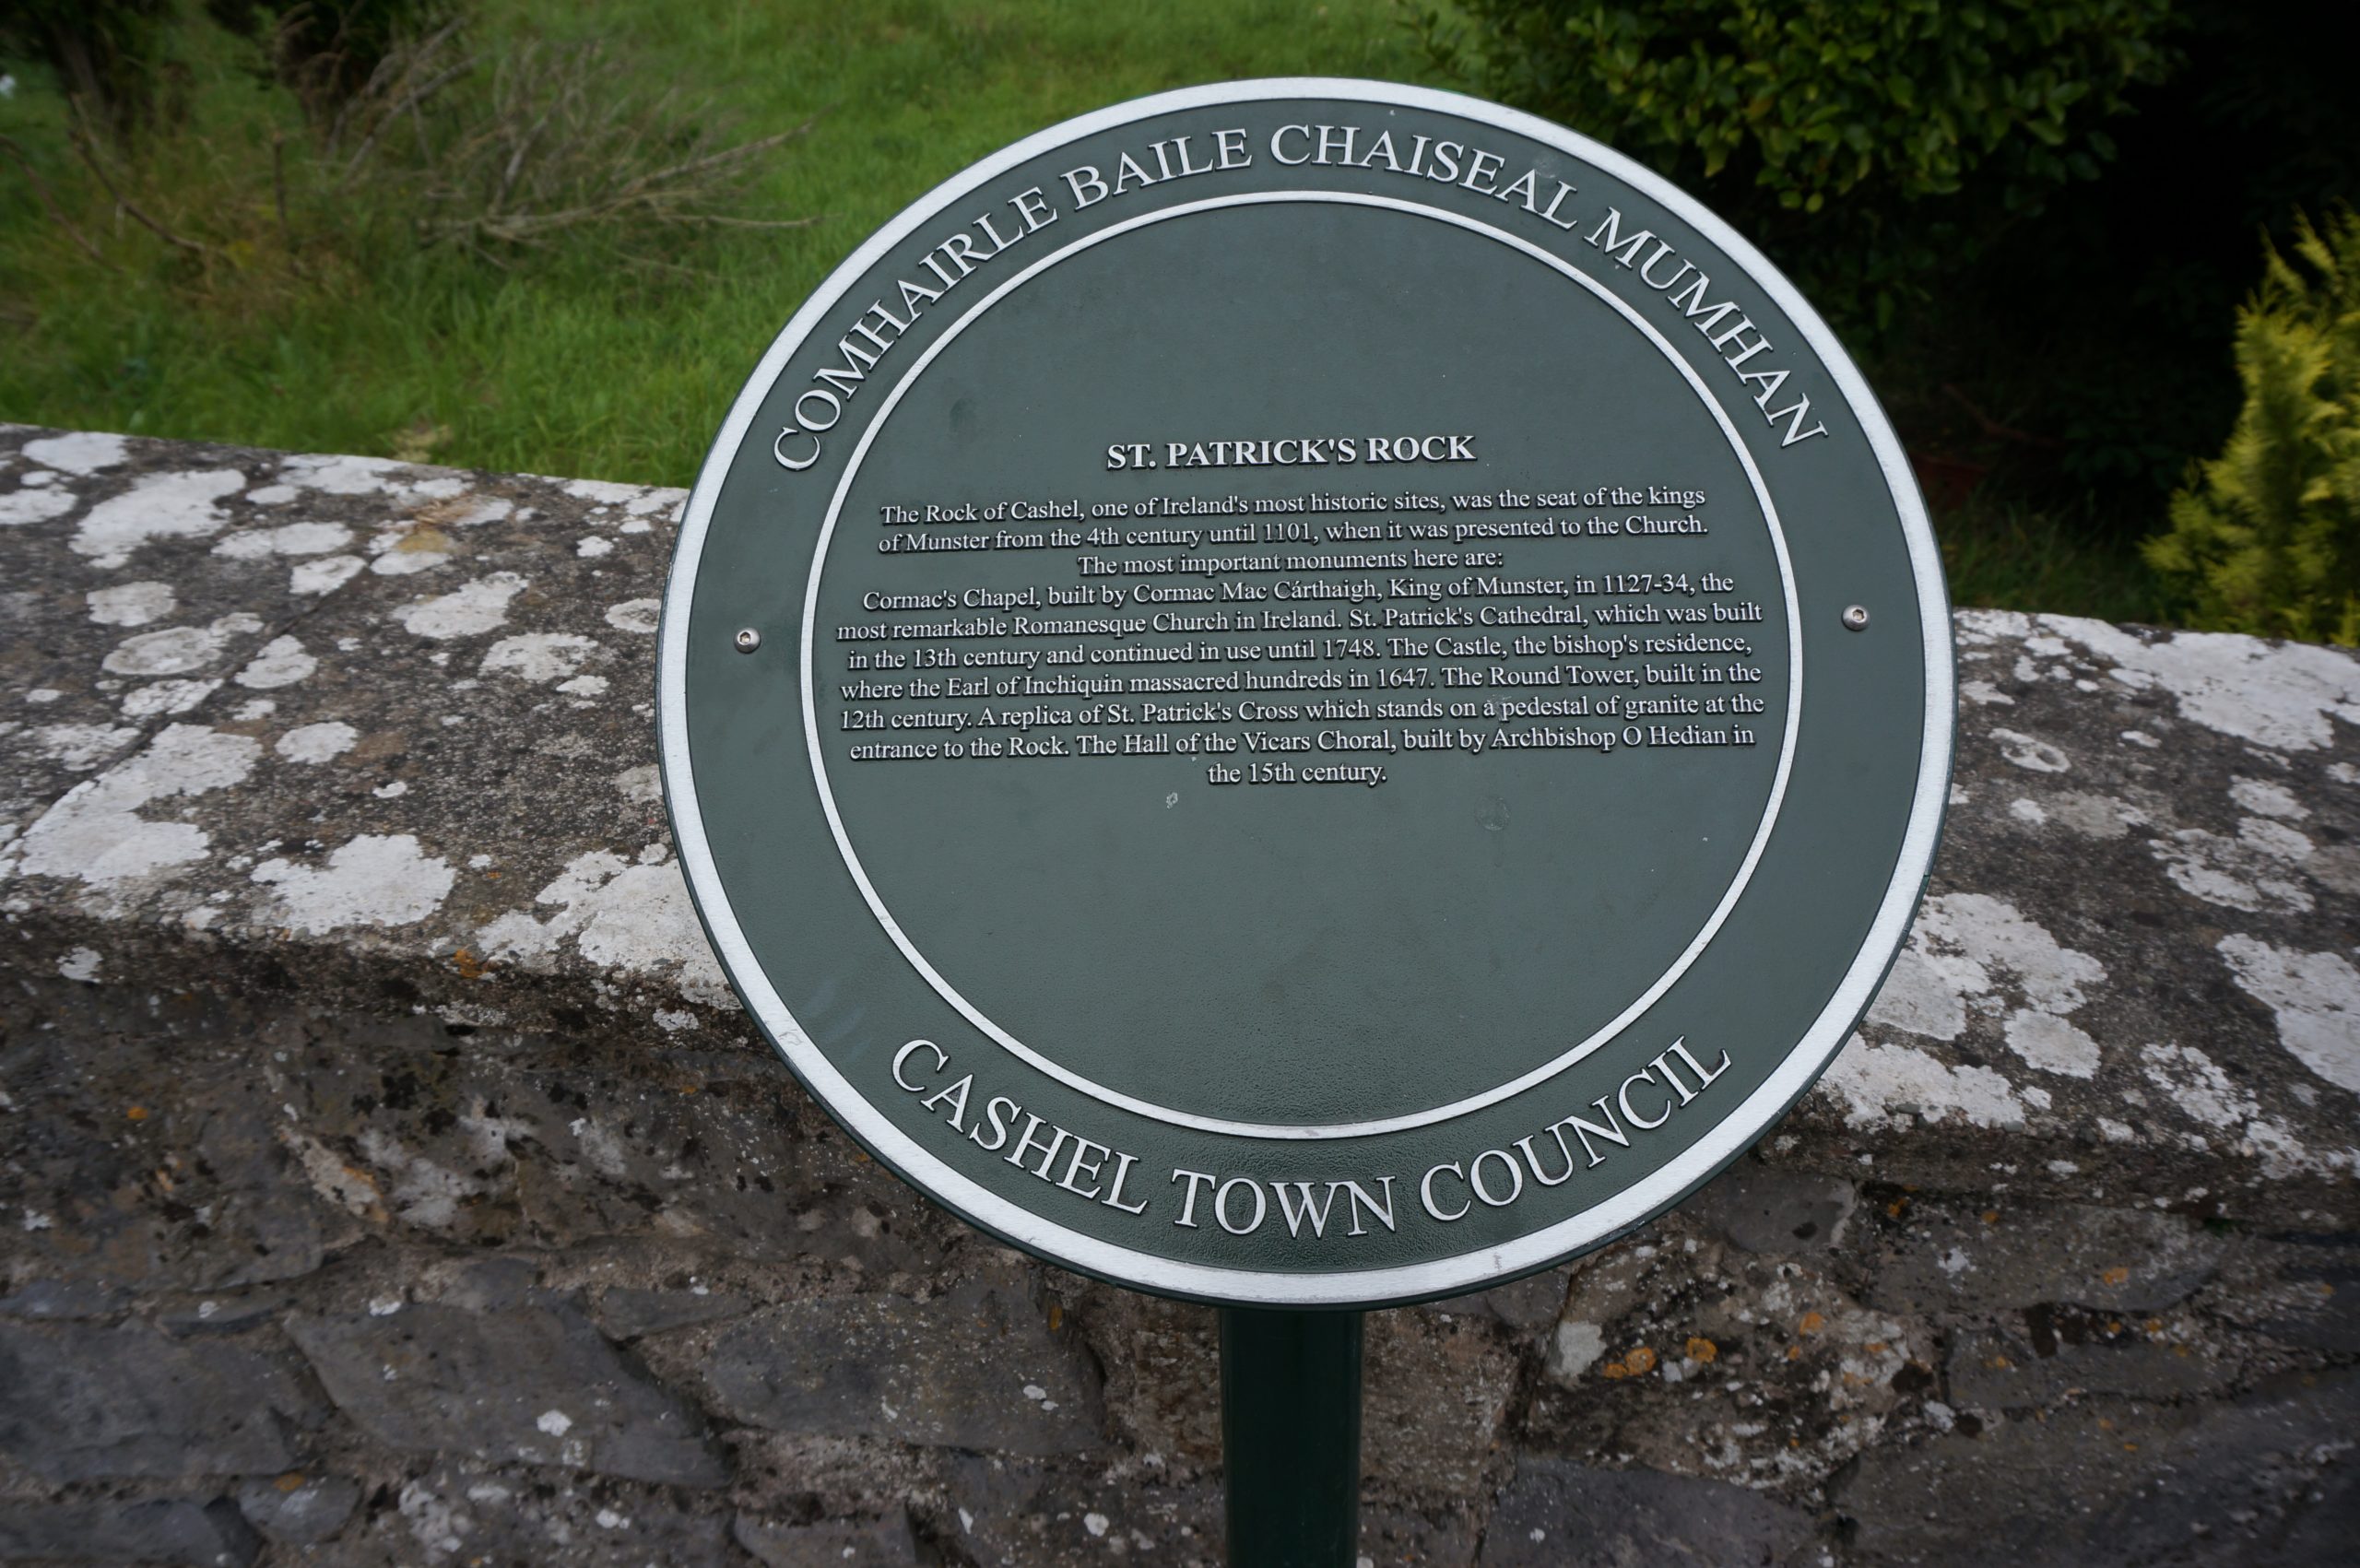 COMHAIRLE BAILE CHAISEAL MUMHAN
ST. PATRICK'S ROCK
The Rock of Cashel, one of Ireland's most historic sites, was the seat of the kings
of Munster from the 4th century until 1101, when it was presented to the Church.
The most important monuments here are:
Cormac's Chapel, built by Cormac Mac Cárthaigh, King of Munster, in 1127-34, the
most remarkable Romanesque Church in Ireland. St. Patrick's Cathedral, which was built
in the 13th century and continued in use until 1748. The Castle, the bishop's residence,
where the Earl of Inchiquin massacred hundreds in 1647. The Round Tower, built in the
12th century. A replica of St. Patrick's Cross which stands on a pedestal of granite at the
entrance to the Rock. The Hall of the Vicars Choral, built by Archbishop O Hedian in
the 15th century.
CASHEL TOWN COUNCIL